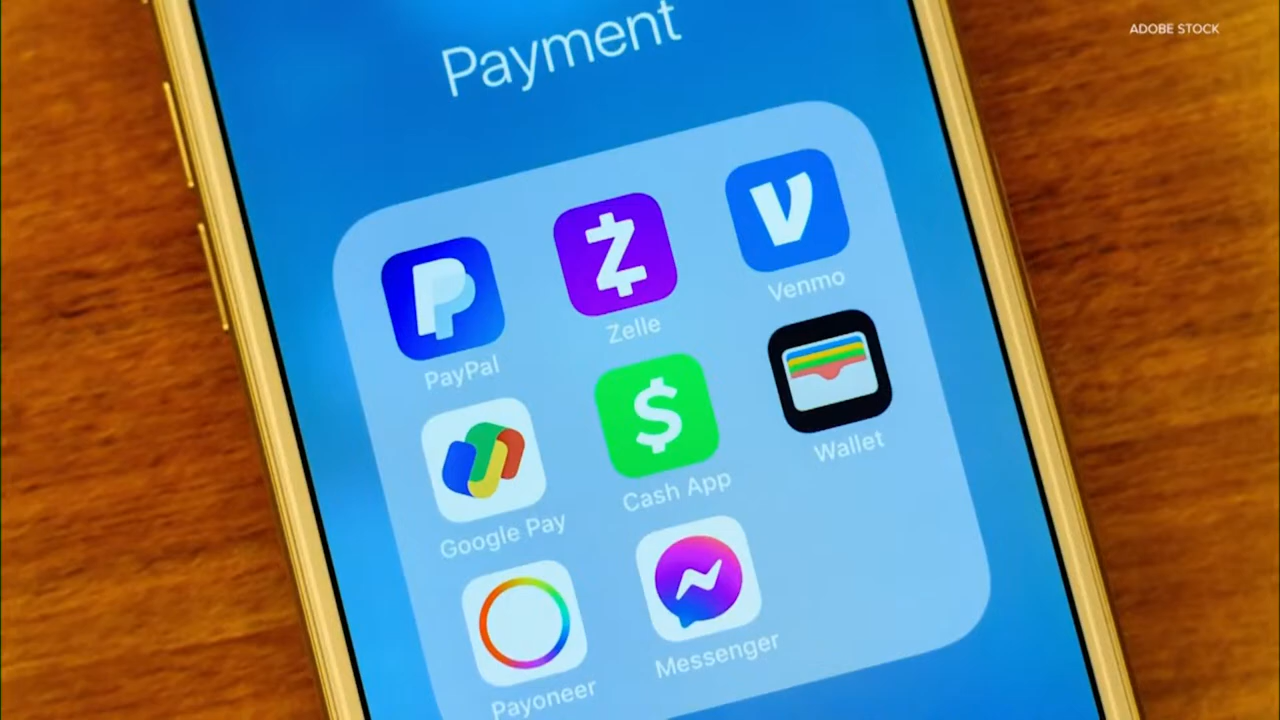 ADOBE STOCK
Payment
PayPal
Zelle
Venmo
Google Pay
Cash App
Wallet
Payoneer
Messenger